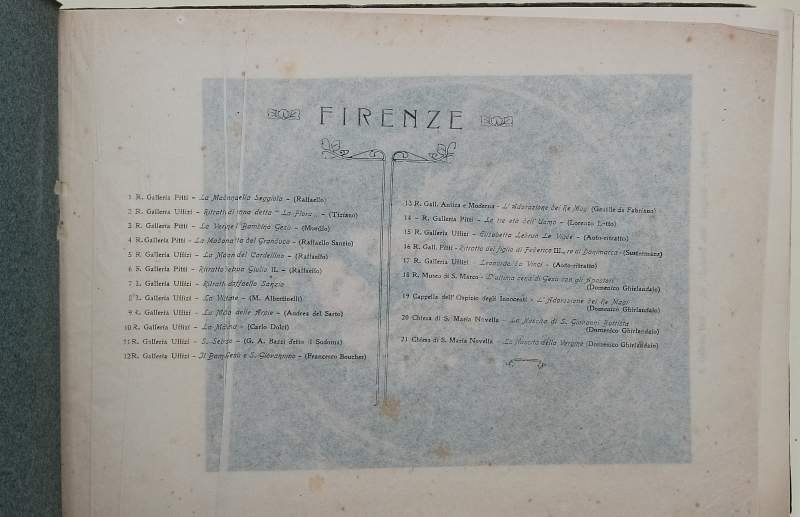 FIRENZE
1 R. Galleria Pitti - La Madonna della Seggiola - (Raffaello)
2 R. Galleria Uffizi - Ritratto di donna detta "La Flora" - (Tiziano)
3 R. Galleria Pitti - La Vergine Bambino Gesù - (Murillo)
4 R. Galleria Pitti - La Madonna del Granduca - (Raffaello Sanzio)
5 R. Galleria Uffizi - La Madonna del Cardellino - (Raffaello)
6 R. Galleria Pitti - Ritratto Papa Giulio II. - (Raffaello)
7 R. Galleria Uffizi - Ritratto Raffaello Sanzio
8 R. Galleria Uffizi - La Visitazione - (M. Albertinelli)
9 R. Galleria Uffizi - La Madonna delle Arpie - (Andrea del Sarto)
10 R. Galleria Uffizi - La Madonna - (Carlo Dolci)
11 R. Galleria Uffizi - S. Sebastiano - (G. A. Bazzi detto il Sodoma)
12 R. Galleria Uffizi - Il Bambino Gesù e S. Giovannino - (Francesco Boucher)
13 R. Gall. Antica e Moderna - L'Adorazione dei Re Magi (Gentile da Fabriano)
14 - R. Galleria Pitti - Le tre età dell'Uomo - (Lorenzo Lotto)
15 R. Galleria Uffizi - Elisabetta Lebrun Le Vigée - (Auto-ritratto)
16 R. Gall. Pitti - Ritratto del figlio di Federico III., re di Danimarca - (Sustermans)
17 R. Galleria Uffizi - Leonardo da Vinci - (Auto-ritratto)
18 R. Museo di S. Marco - L'ultima cena di Gesù con gli Apostoli
(Domenico Ghirlandaio)
19 Cappella dell'Ospizio degli Innocenti - L'Adorazione dei Re Magi
(Domenico Ghirlandaio)
20 Chiesa di S. Maria Novella - La Nascita di S. Giovanni Battista
(Domenico Ghirlandaio)
21 Chiesa di S. Maria Novella - La Nascita della Vergine (Domenico Ghirlandaio)